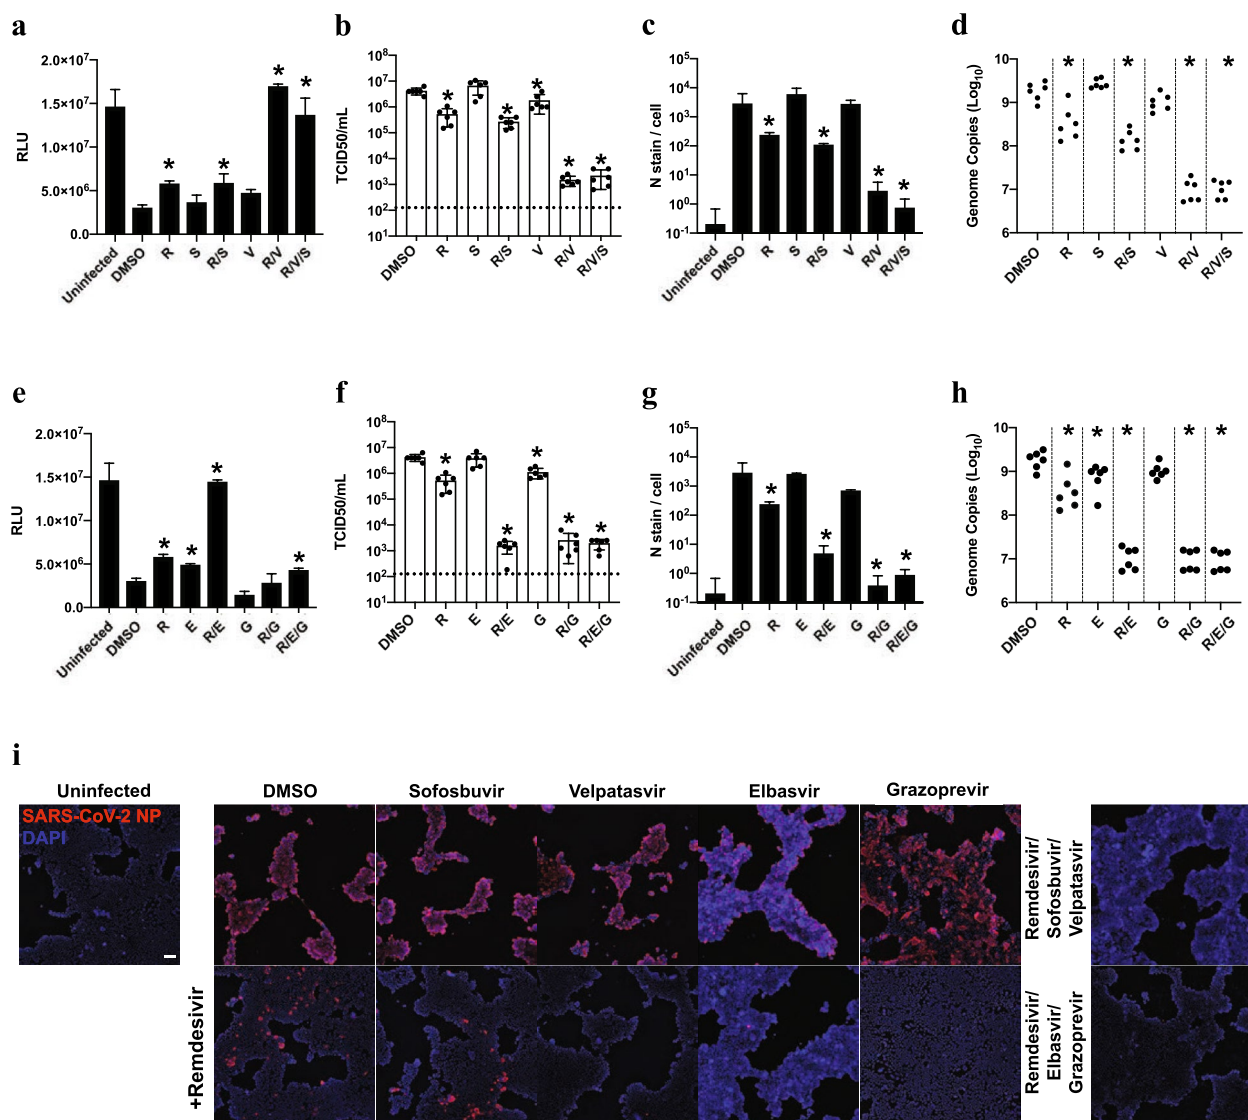 a
RLU
2.0×10⁷
1.5×10⁷
1.0×10⁷
5.0×10⁶
0.0
* * * *
Uninfected DMSO R S R/S V R/V R/V/S
b
TCID50/mL
10⁸
10⁷
10⁶
10⁵
10⁴
10³
10²
10¹
* * * * *
DMSO R S R/S V R/V R/V/S
c
N stain / cell
10⁵
10⁴
10³
10²
10¹
10⁰
10⁻¹
* * * *
Uninfected DMSO R S R/S V R/V R/V/S
d
Genome Copies (Log₁₀)
10
9
8
7
6
* * * *
DMSO R S R/S V R/V R/V/S
e
RLU
2.0×10⁷
1.5×10⁷
1.0×10⁷
5.0×10⁶
0.0
* * * *
Uninfected DMSO R E R/E G R/G R/E/G
f
TCID50/mL
10⁸
10⁷
10⁶
10⁵
10⁴
10³
10²
10¹
* * * * *
DMSO R E R/E G R/G R/E/G
g
N stain / cell
10⁵
10⁴
10³
10²
10¹
10⁰
10⁻¹
* * * *
Uninfected DMSO R E R/E G R/G R/E/G
h
Genome Copies (Log₁₀)
10
9
8
7
6
* * * * *
DMSO R E R/E G R/G R/E/G
i
Uninfected
SARS-CoV-2 NP
DAPI
DMSO
Sofosbuvir
Velpatasvir
Elbasvir
Grazoprevir
Remdesivir/
Sofosbuvir/
Velpatasvir
+Remdesivir
Remdesivir/
Elbasvir/
Grazoprevir